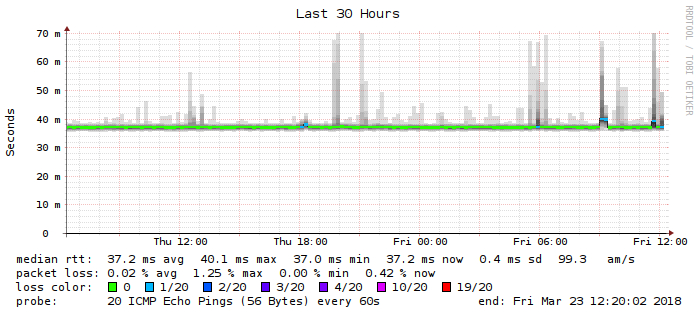 Last 30 Hours
RRDTOOL / TOBI OETIKER
Seconds
70 m
60 m
50 m
40 m
30 m
20 m
10 m
0
Thu 12:00 Thu 18:00 Fri 00:00 Fri 06:00 Fri 12:00
median rtt: 37.2 ms avg 40.1 ms max 37.0 ms min 37.2 ms now 0.4 ms sd 99.3 am/s
packet loss: 0.02 % avg 1.25 % max 0.00 % min 0.42 % now
loss color: 0 1/20 2/20 3/20 4/20 10/20 19/20
probe: 20 ICMP Echo Pings (56 Bytes) every 60s end: Fri Mar 23 12:20:02 2018